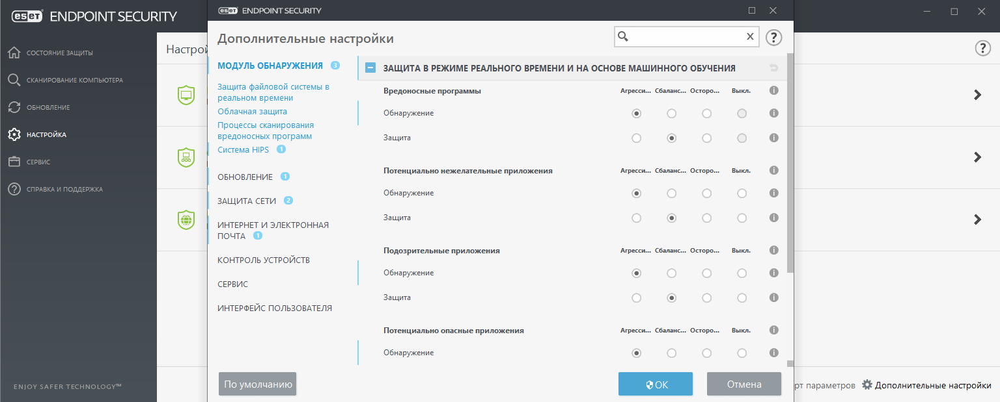 eset ENDPOINT SECURITY
СОСТОЯНИЕ ЗАЩИТЫ
СКАНИРОВАНИЕ КОМПЬЮТЕРА
ОБНОВЛЕНИЕ
НАСТРОЙКА
СЕРВИС
СПРАВКА И ПОДДЕРЖКА
ENJOY SAFER TECHNOLOGY™
Настрой
eset ENDPOINT SECURITY
Дополнительные настройки
МОДУЛЬ ОБНАРУЖЕНИЯ 3
Защита файловой системы в
реальном времени
Облачная защита
Процессы сканирования
вредоносных программ
Система HIPS 1
ОБНОВЛЕНИЕ 1
ЗАЩИТА СЕТИ 2
ИНТЕРНЕТ И ЭЛЕКТРОННАЯ
ПОЧТА 1
КОНТРОЛЬ УСТРОЙСТВ
СЕРВИС
ИНТЕРФЕЙС ПОЛЬЗОВАТЕЛЯ
ЗАЩИТА В РЕЖИМЕ РЕАЛЬНОГО ВРЕМЕНИ И НА ОСНОВЕ МАШИННОГО ОБУЧЕНИЯ
Вредоносные программы Агресси... Сбаланс... Осторо... Выкл.
Обнаружение
Защита
Потенциально нежелательные приложения Агресси... Сбаланс... Осторо... Выкл.
Обнаружение
Защита
Подозрительные приложения Агресси... Сбаланс... Осторо... Выкл.
Обнаружение
Защита
Потенциально опасные приложения Агресси... Сбаланс... Осторо... Выкл.
Обнаружение
По умолчанию
OK
Отмена
рт параметров
Дополнительные настройки